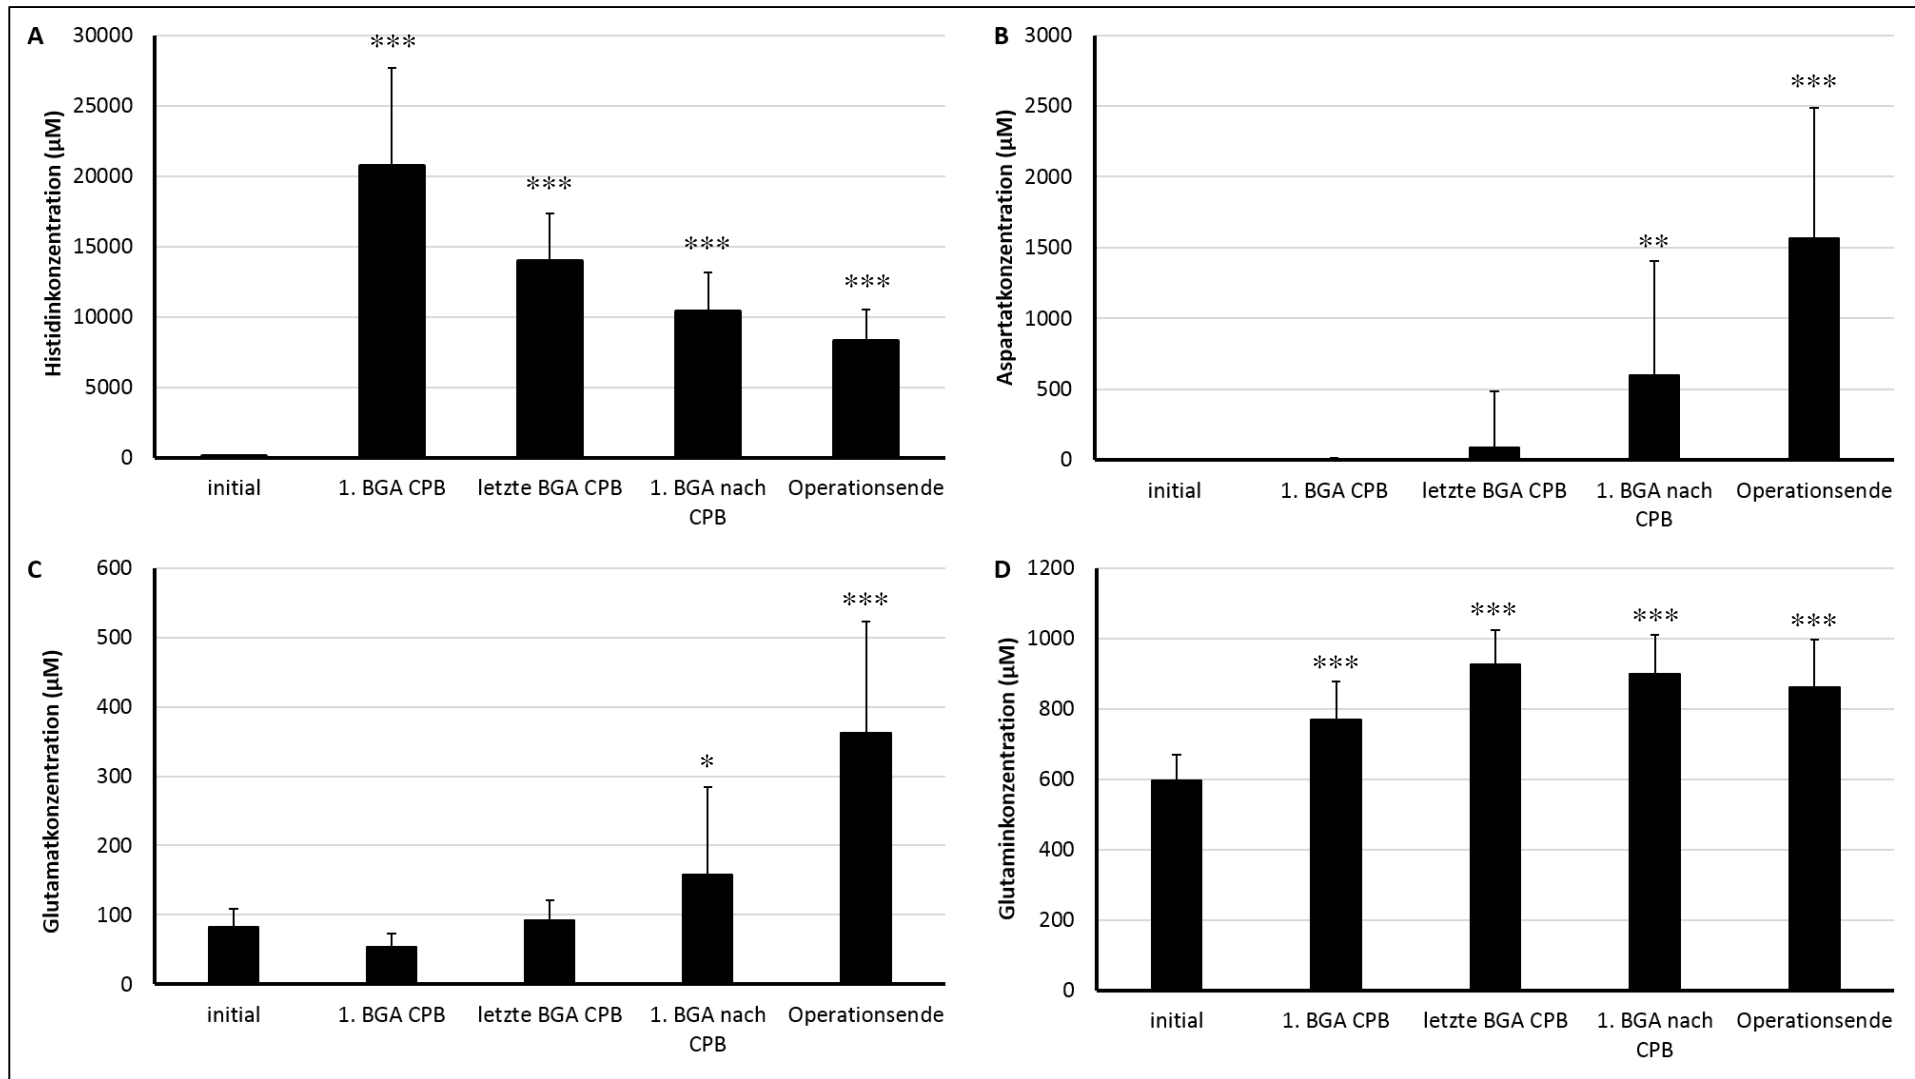 A
Histidinkonzentration (µM)
30000
25000
20000
15000
10000
5000
0
***
***
***
***
initial
1. BGA CPB
letzte BGA CPB
1. BGA nach
CPB
Operationsende
B
Aspartatkonzentration (µM)
3000
2500
2000
1500
1000
500
0
**
***
initial
1. BGA CPB
letzte BGA CPB
1. BGA nach
CPB
Operationsende
C
Glutamatkonzentration (µM)
600
500
400
300
200
100
0
*
***
initial
1. BGA CPB
letzte BGA CPB
1. BGA nach
CPB
Operationsende
D
Glutaminkonzentration (µM)
1200
1000
800
600
400
200
0
***
***
***
***
initial
1. BGA CPB
letzte BGA CPB
1. BGA nach
CPB
Operationsende